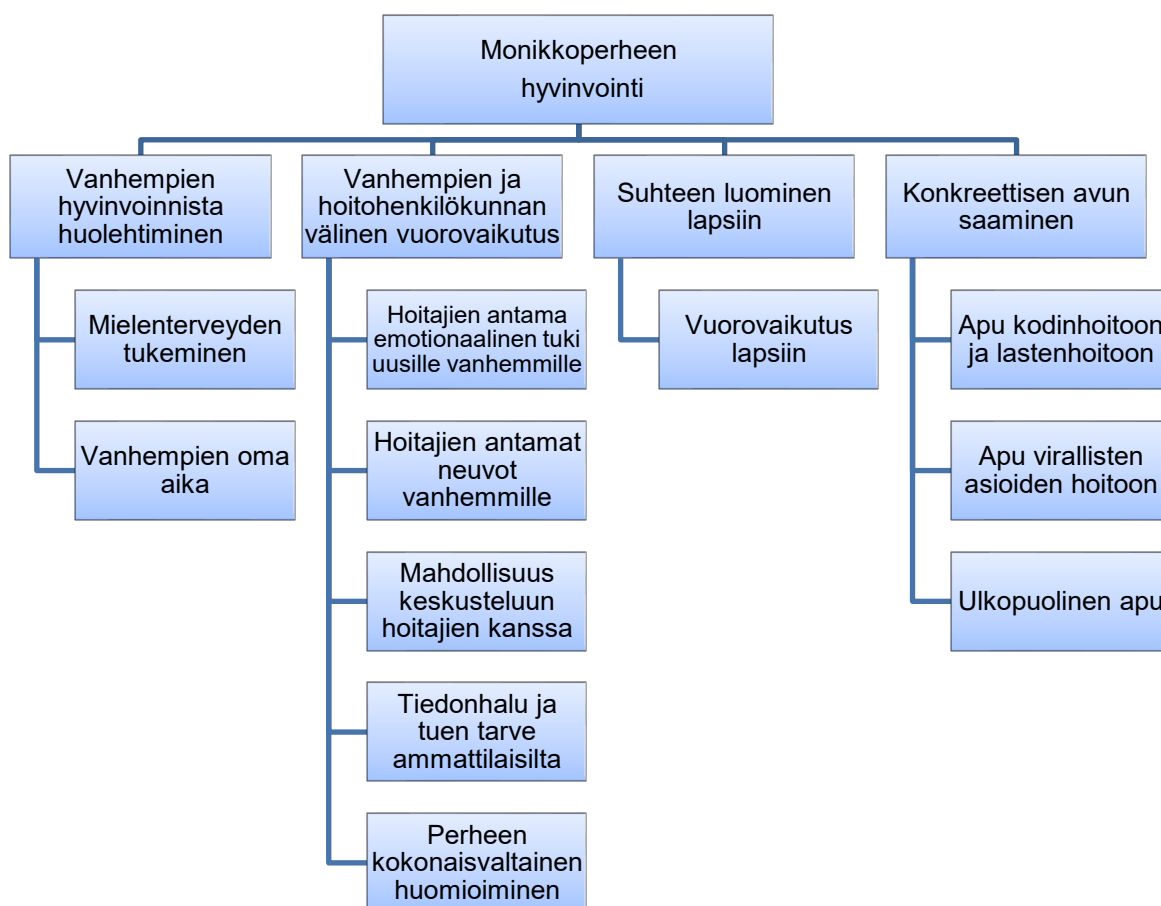 Monikkoperheen
hyvinvointi
Vanhempien
hyvinvoinnista
huolehtiminen
Mielenterveyden
tukeminen
Vanhempien oma
aika
Vanhempien ja
hoitohenkilökunnan
välinen vuorovaikutus
Hoitajien antama
emotionaalinen tuki
uusille vanhemmille
Hoitajien antamat
neuvot
vanhemmille
Mahdollisuus
keskusteluun
hoitajien kanssa
Tiedonhalu ja
tuen tarve
ammattilaisilta
Perheen
kokonaisvaltainen
huomioiminen
Suhteen luominen
lapsiin
Vuorovaikutus
lapsiin
Konkreettisen avun
saaminen
Apu kodinhoitoon
ja lastenhoitoon
Apu virallisten
asioiden hoitoon
Ulkopuolinen apu